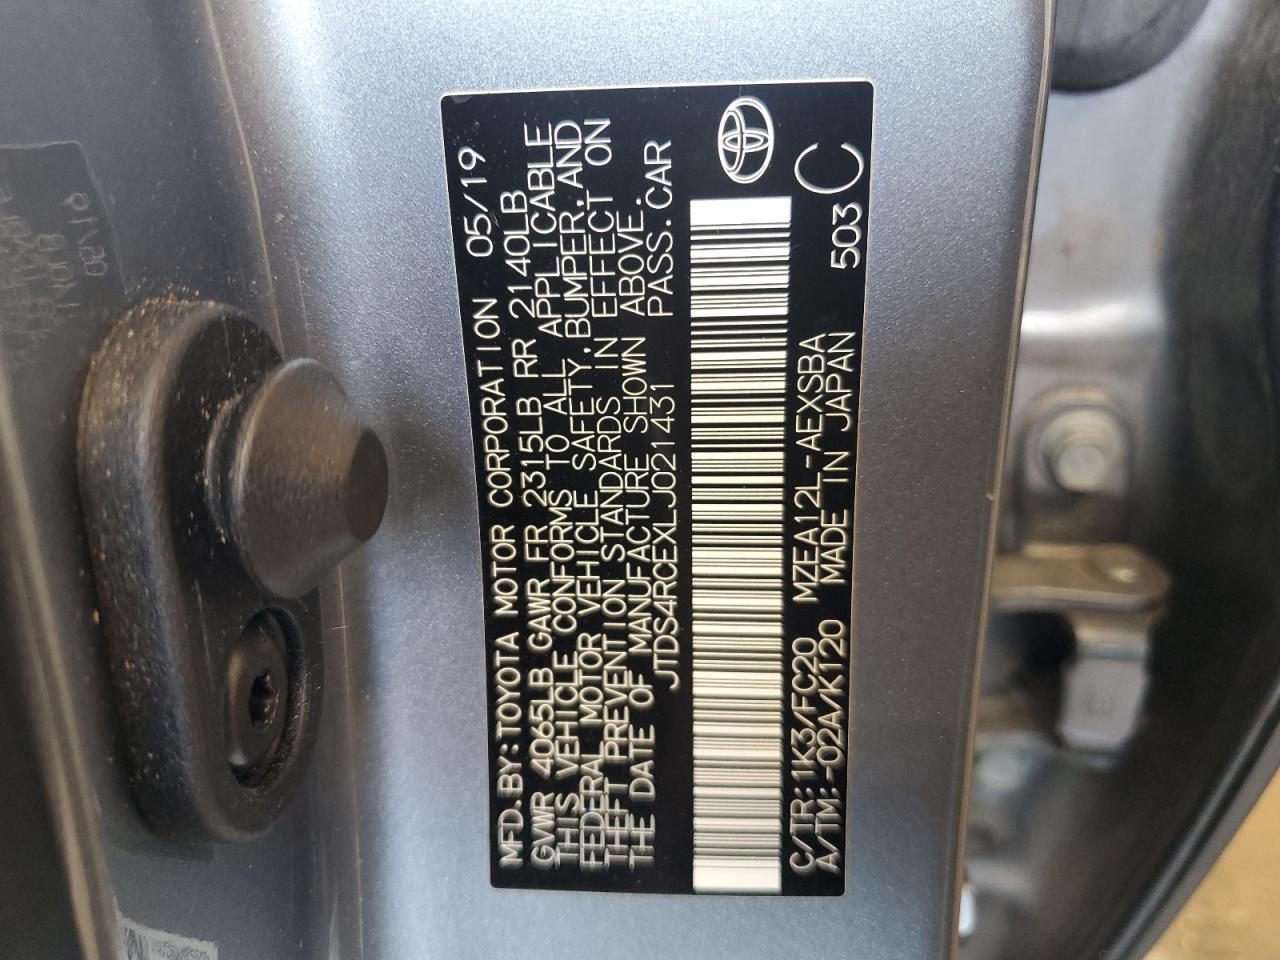 MFD. BY: TOYOTA MOTOR CORPORATION 05/19
GVWR 4065LB GAWR FR 2315LB RR 2140LB
THIS VEHICLE CONFORMS TO ALL APPLICABLE
FEDERAL MOTOR VEHICLE SAFETY, BUMPER, AND
THEFT PREVENTION STANDARDS IN EFFECT ON
THE DATE OF MANUFACTURE SHOWN ABOVE.
JTDS4RCEXLJ021431 PASS. CAR
C/TR: 1K3/FC20 MZEA12L-AEXSBA 503 C
A/TM: -02A/K120 MADE IN JAPAN